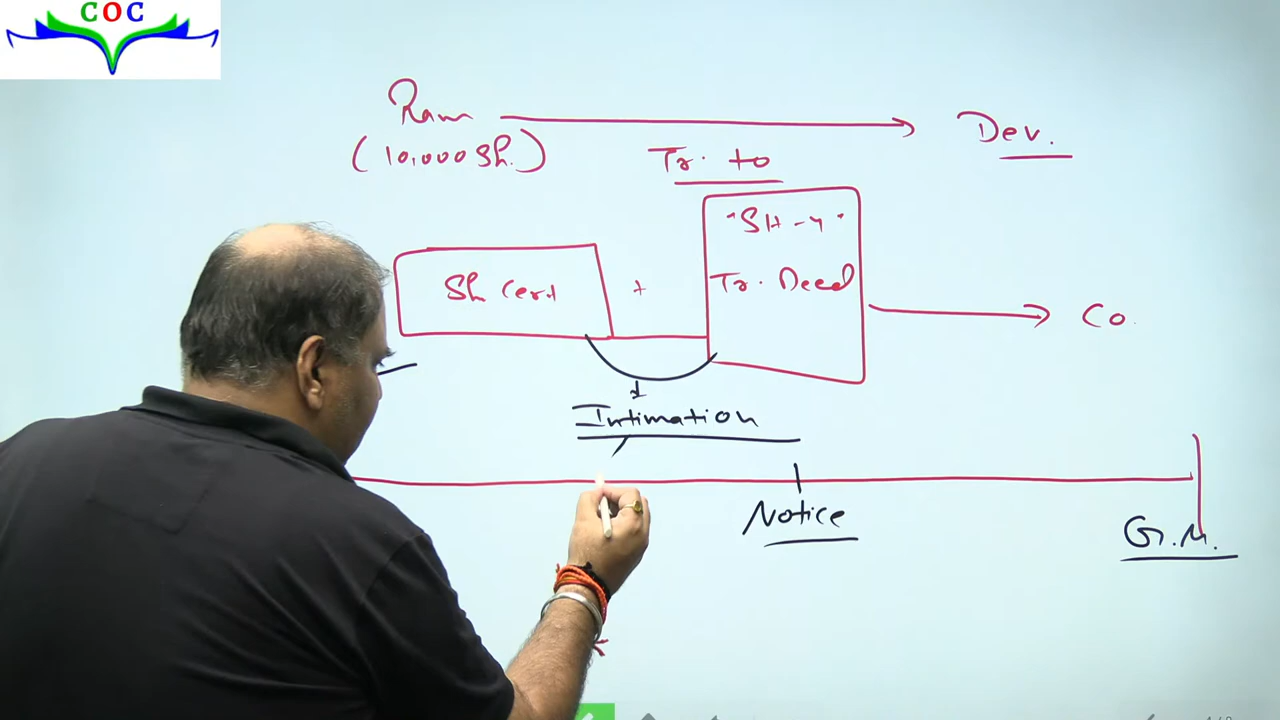 COC
Ram Dev.
(10,000 Sh.) Tr. to
"SH-4"
Sh Cert + Tr. Deed Co.
Intimation
Notice G.M.